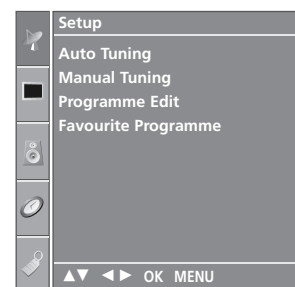 Setup
Auto Tuning
Manual Tuning
Programme Edit
Favourite Programme
▲▼ ◄► OK MENU